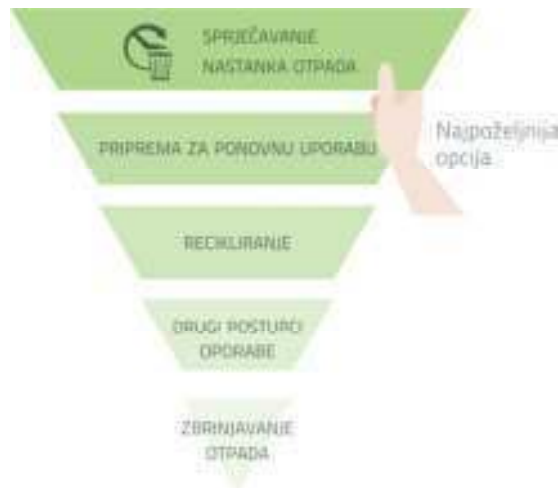 SPRJEČAVANJE
NASTANKA OTPADA
PRIPREMA ZA PONOVNU UPORABU
Najpoželjnija
opcija
RECIKLIRANJE
DRUGI POSTUPCI
OPORABE
ZBRINJAVANJE
OTPADA